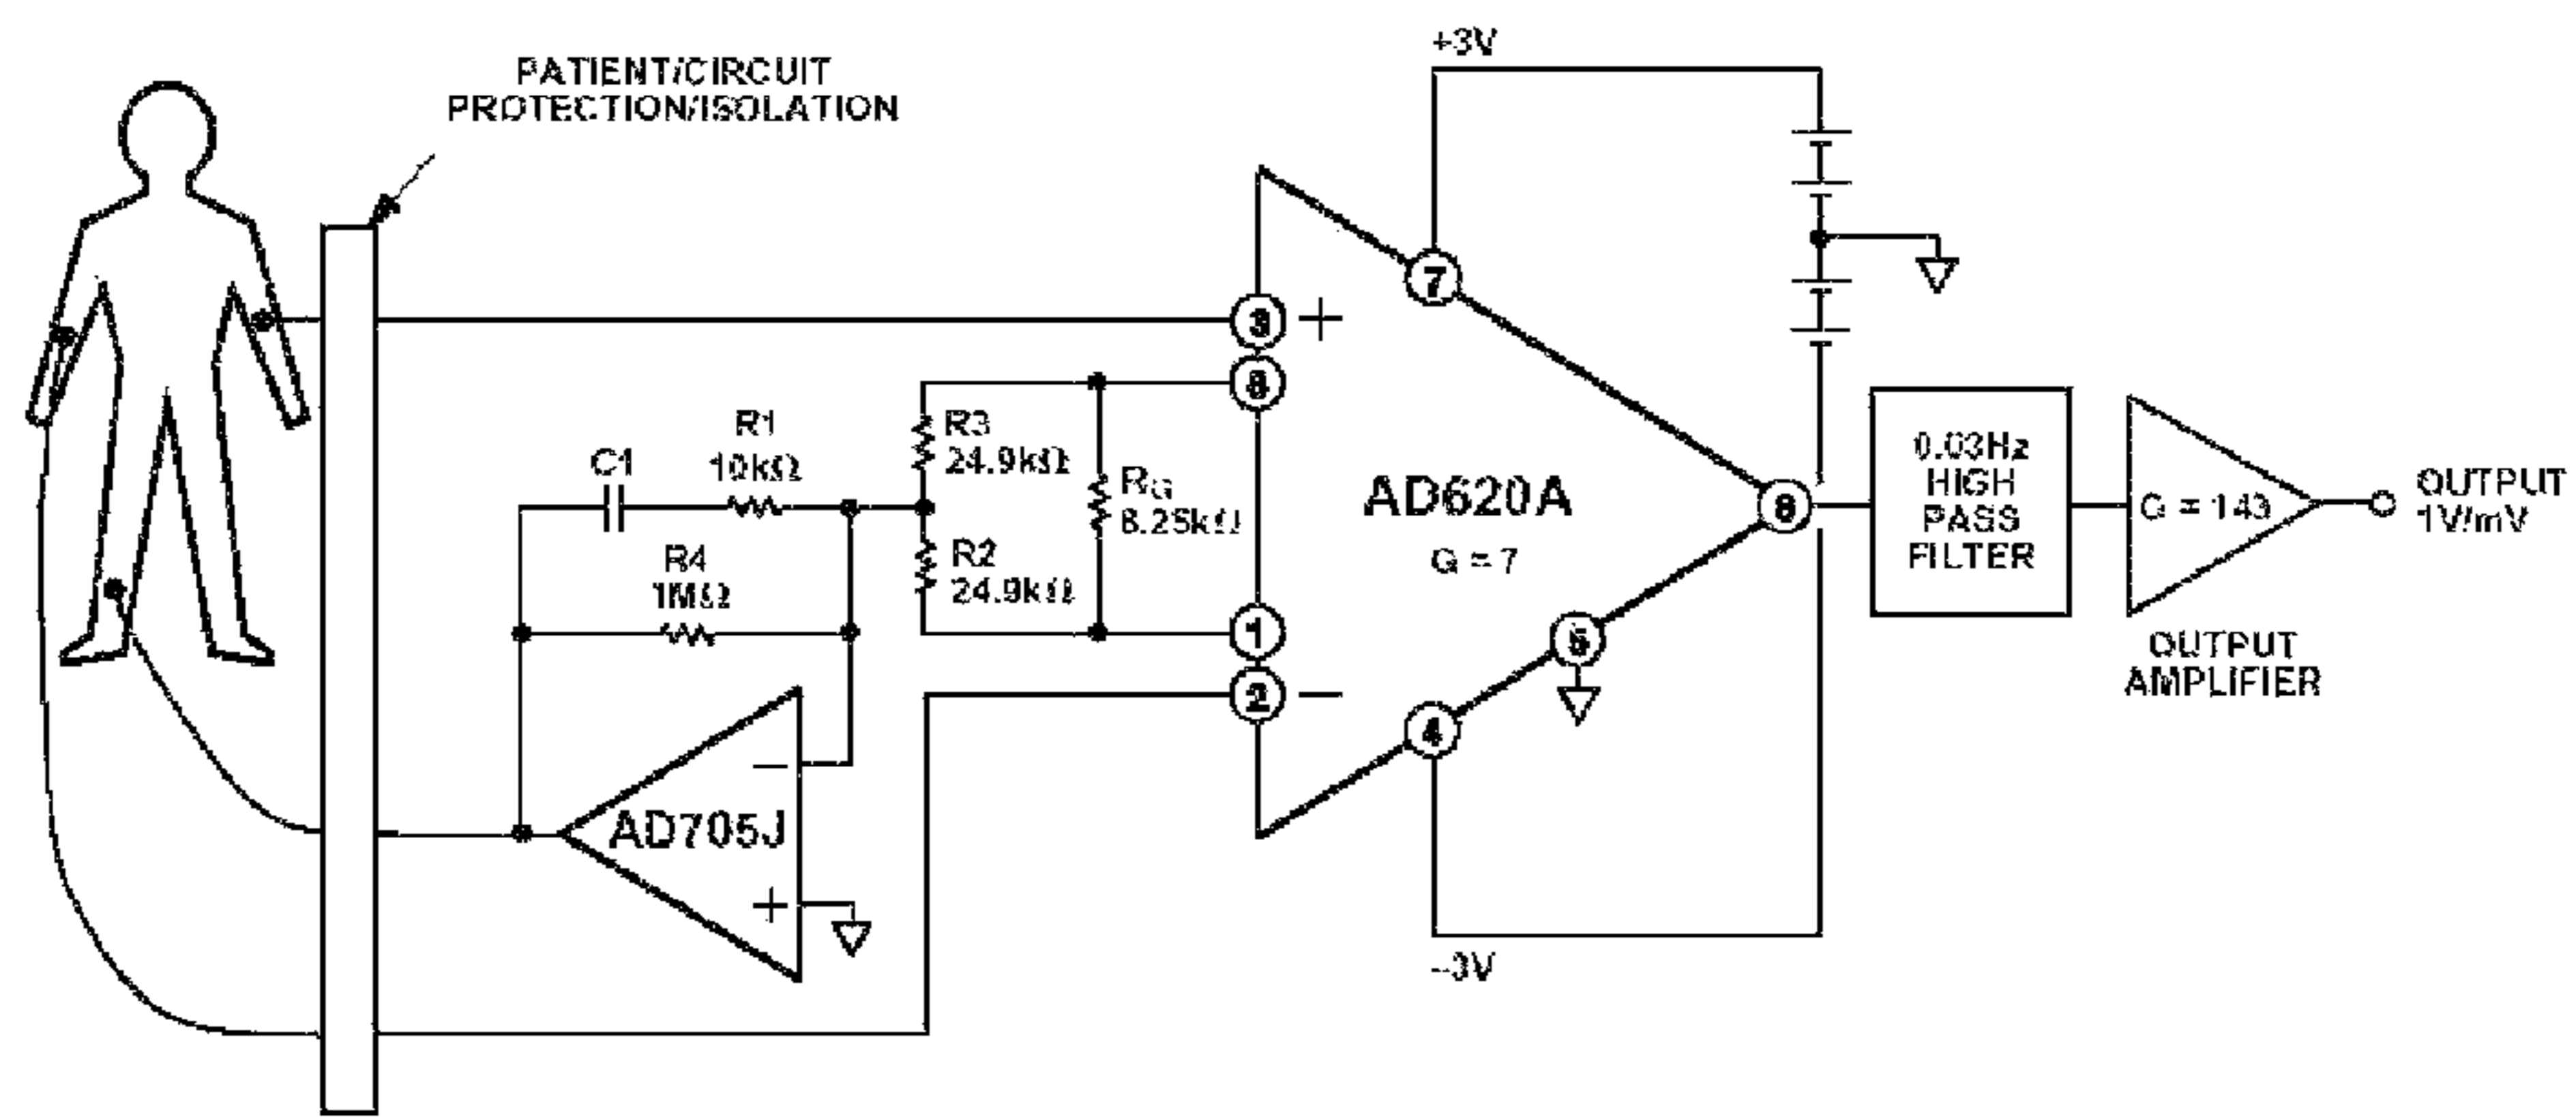 PATIENT/CIRCUIT
PROTECTION/ISOLATION
+3V
7
3
+
8
R3
24.9kΩ
R1
10kΩ
C1
RG
8.25kΩ
AD620A
G = 7
6
0.03Hz
HIGH
PASS
FILTER
G = 143
OUTPUT
1V/mV
R2
24.9kΩ
R4
1MΩ
1
5
2
−
4
OUTPUT
AMPLIFIER
−
AD705J
+
−3V